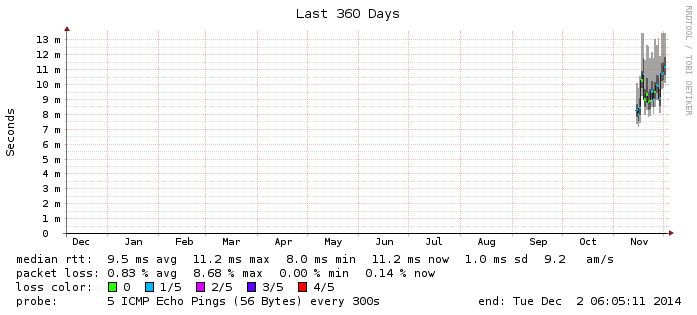 Last 360 Days
RRDTOOL / TOBI OETIKER
Seconds
13 m
12 m
11 m
10 m
9 m
8 m
7 m
6 m
5 m
4 m
3 m
2 m
1 m
0
Dec Jan Feb Mar Apr May Jun Jul Aug Sep Oct Nov
median rtt: 9.5 ms avg 11.2 ms max 8.0 ms min 11.2 ms now 1.0 ms sd 9.2 am/s
packet loss: 0.83 % avg 8.68 % max 0.00 % min 0.14 % now
loss color: 0 1/5 2/5 3/5 4/5
probe: 5 ICMP Echo Pings (56 Bytes) every 300s end: Tue Dec 2 06:05:11 2014